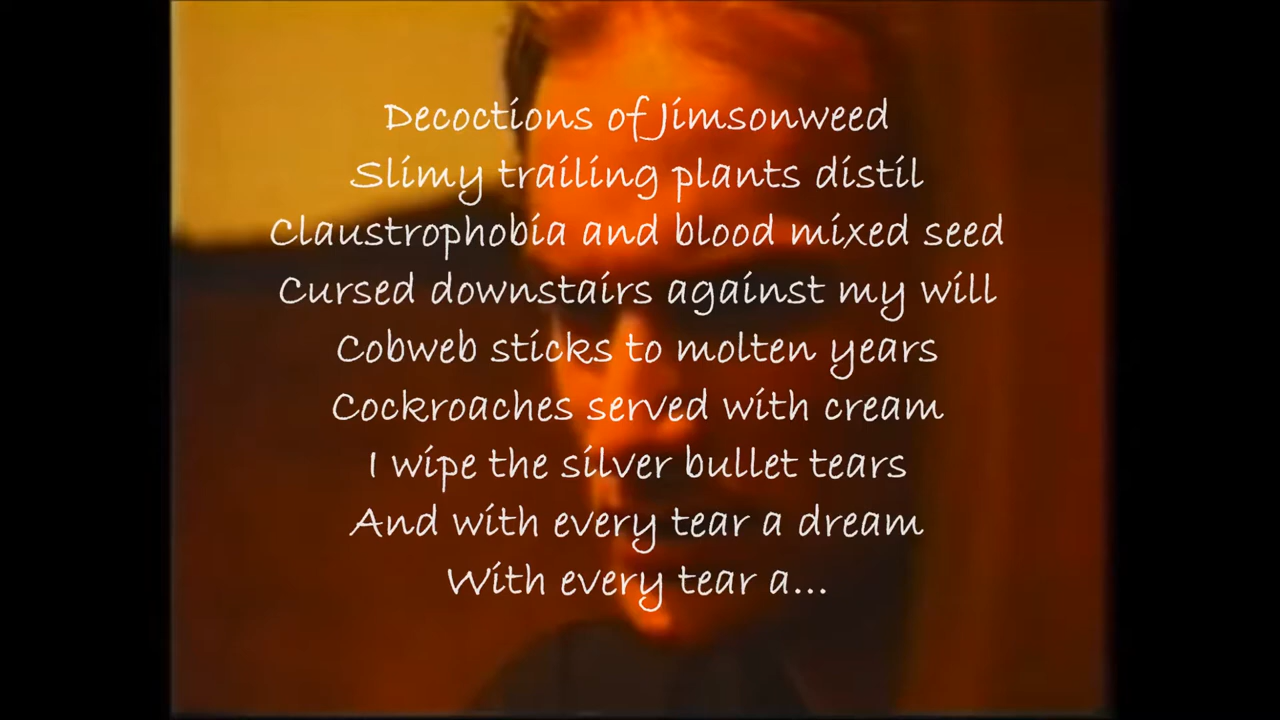 Decoctions of Jimsonweed
Slimy trailing plants distil
Claustrophobia and blood mixed seed
Cursed downstairs against my will
Cobweb sticks to molten years
Cockroaches served with cream
I wipe the silver bullet tears
And with every tear a dream
With every tear a...